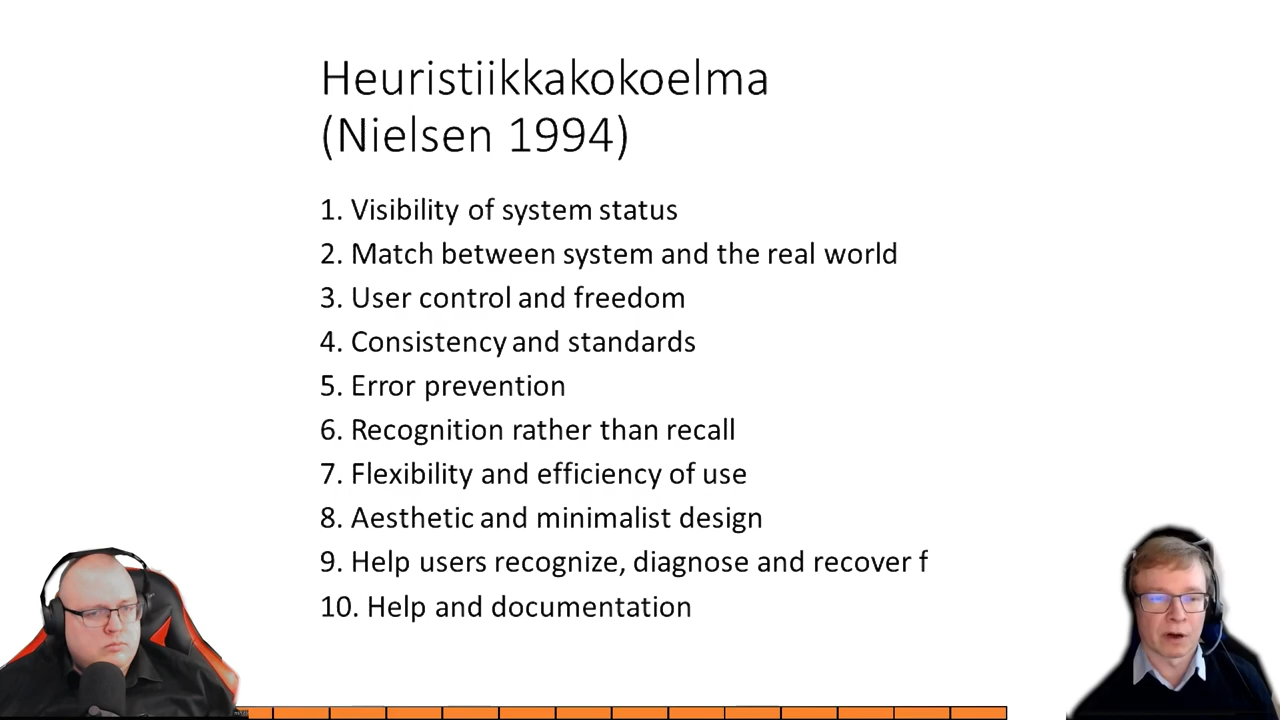 Heuristiikkakokoelma
(Nielsen 1994)
1. Visibility of system status
2. Match between system and the real world
3. User control and freedom
4. Consistency and standards
5. Error prevention
6. Recognition rather than recall
7. Flexibility and efficiency of use
8. Aesthetic and minimalist design
9. Help users recognize, diagnose and recover f
10. Help and documentation